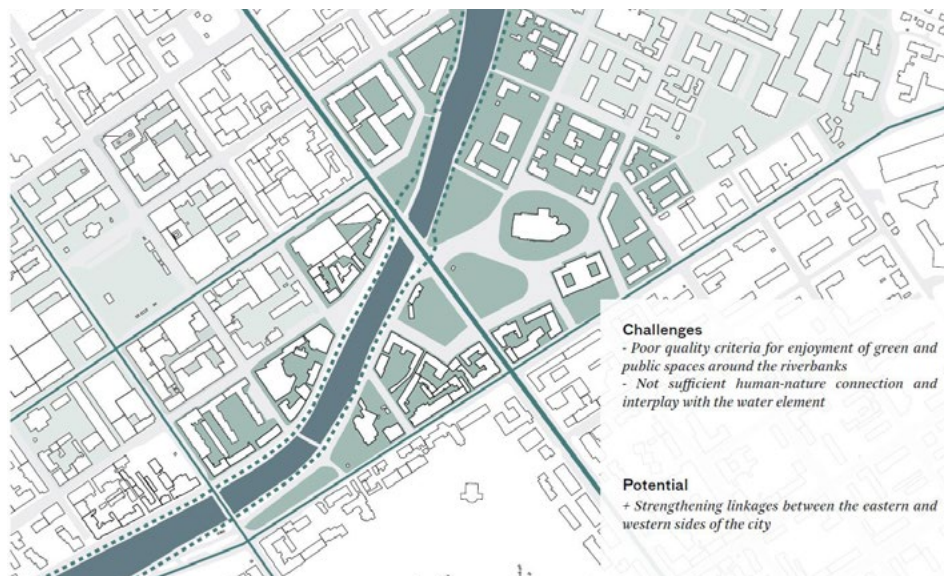 Challenges
- Poor quality criteria for enjoyment of green and
public spaces around the riverbanks
- Not sufficient human-nature connection and
interplay with the water element
Potential
+ Strengthening linkages between the eastern and
western sides of the city